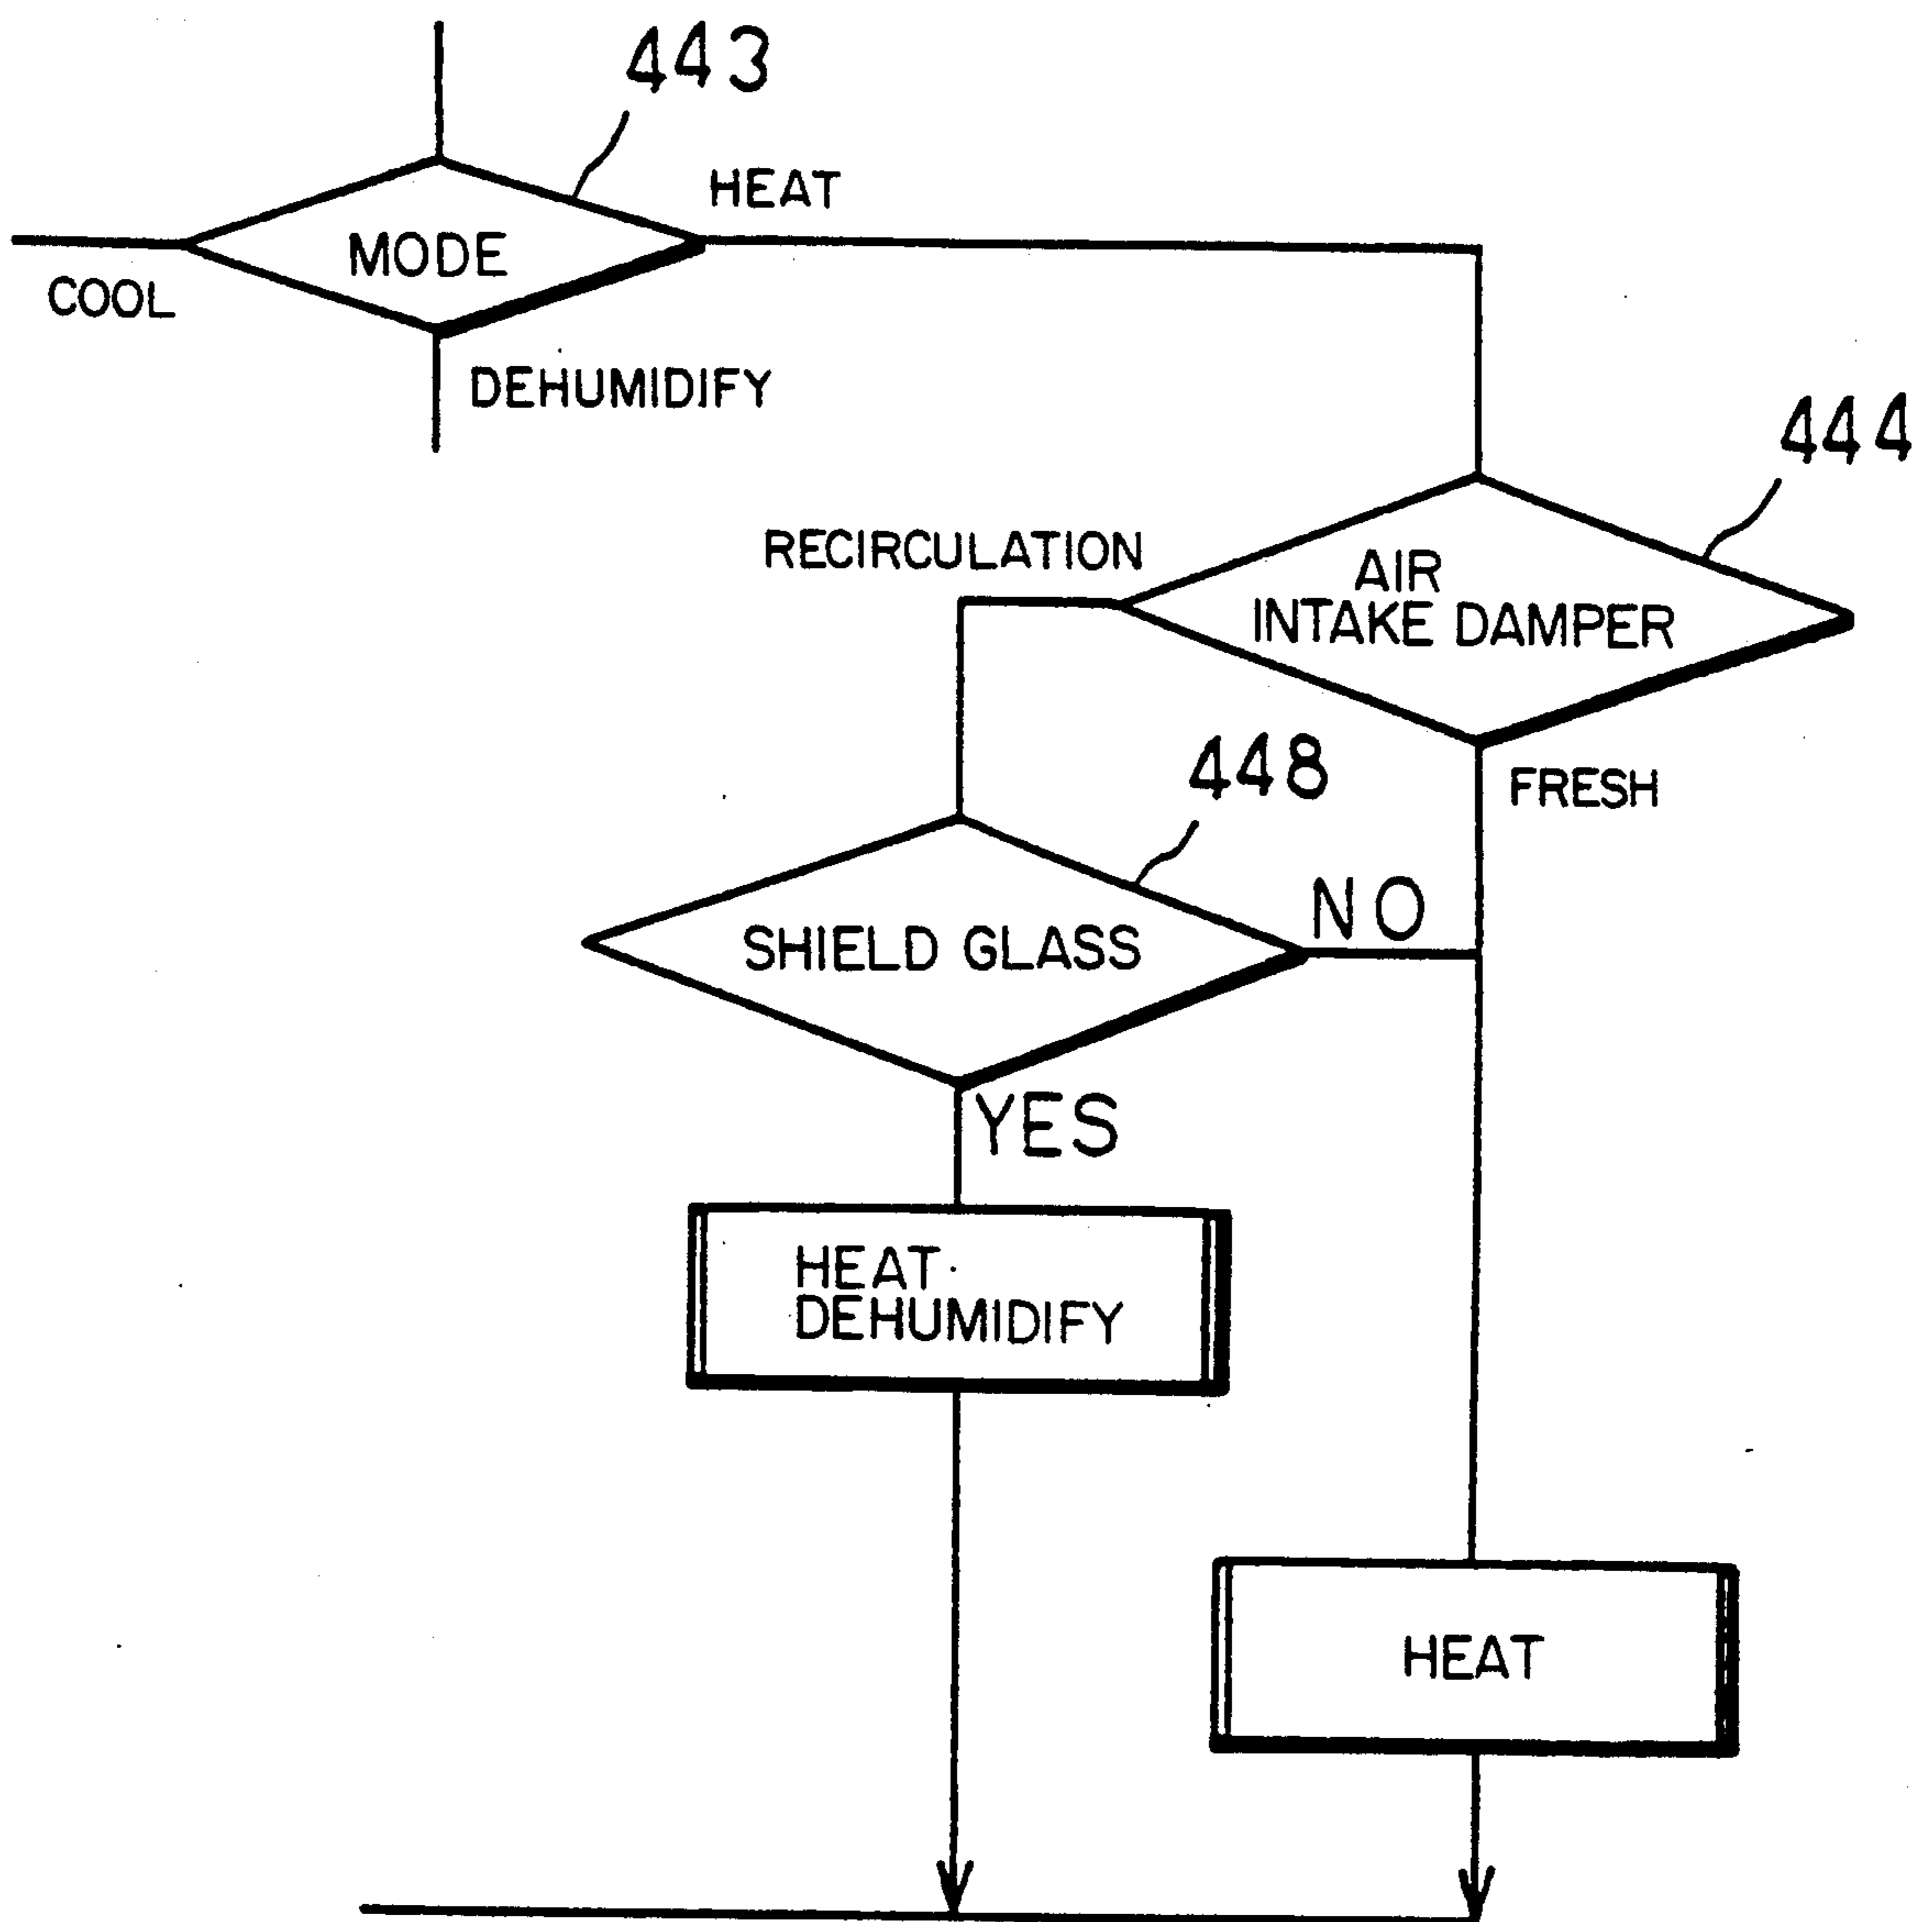 443
HEAT
MODE
COOL
DEHUMIDIFY
444
RECIRCULATION
AIR
INTAKE DAMPER
448
FRESH
NO
SHIELD GLASS
YES
HEAT·
DEHUMIDIFY
HEAT